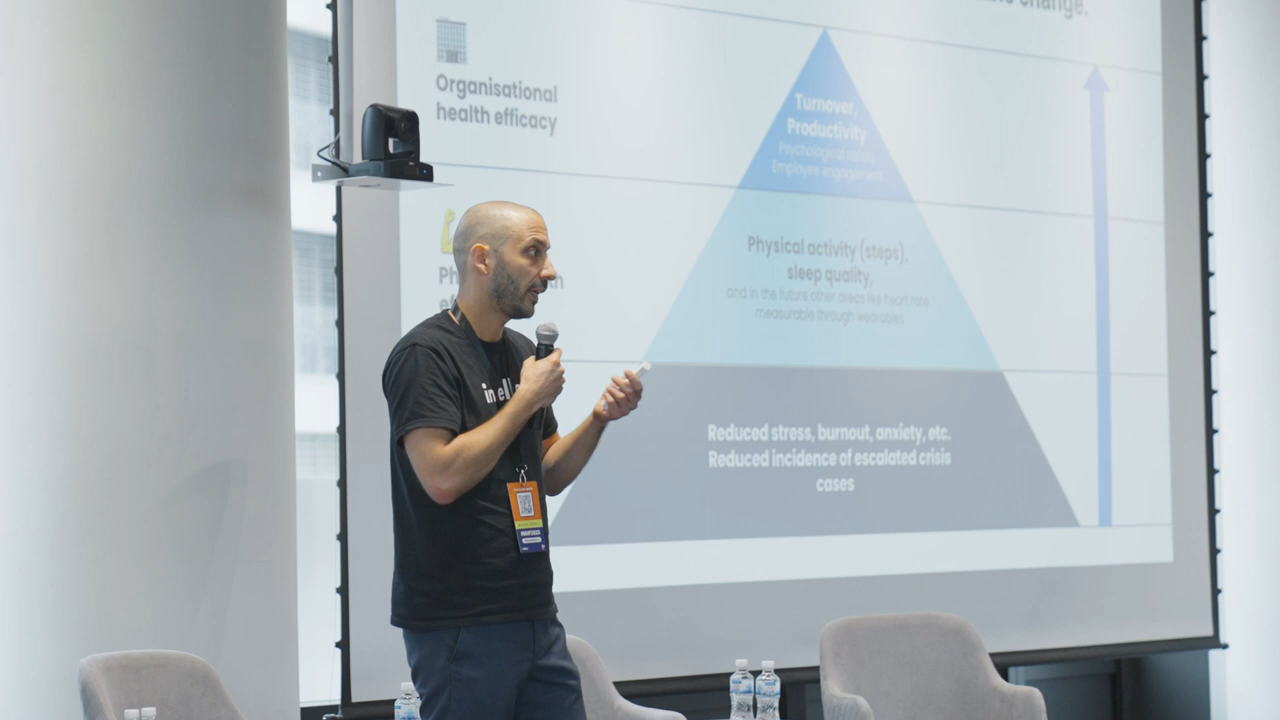 change.
Organisational
health efficacy
Turnover,
Productivity
Psychological safety
Employee engagement
Physical activity (steps),
sleep quality,
and in the future other areas like heart rate
measurable through wearables
Reduced stress, burnout, anxiety, etc.
Reduced incidence of escalated crisis
cases